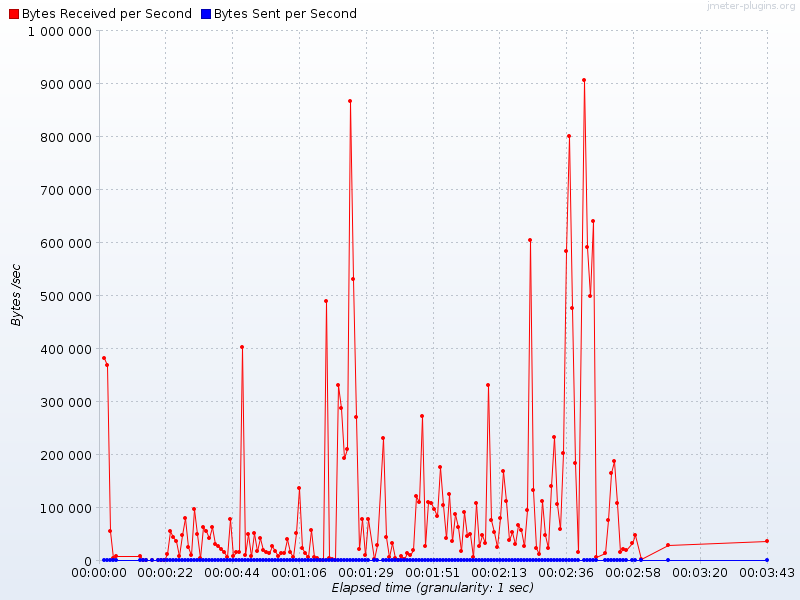 jmeter-plugins.org
Bytes Received per Second Bytes Sent per Second
1 000 000
900 000
800 000
700 000
600 000
500 000
400 000
300 000
200 000
100 000
0
Bytes /sec
00:00:00 00:00:22 00:00:44 00:01:06 00:01:29 00:01:51 00:02:13 00:02:36 00:02:58 00:03:20 00:03:43
Elapsed time (granularity: 1 sec)